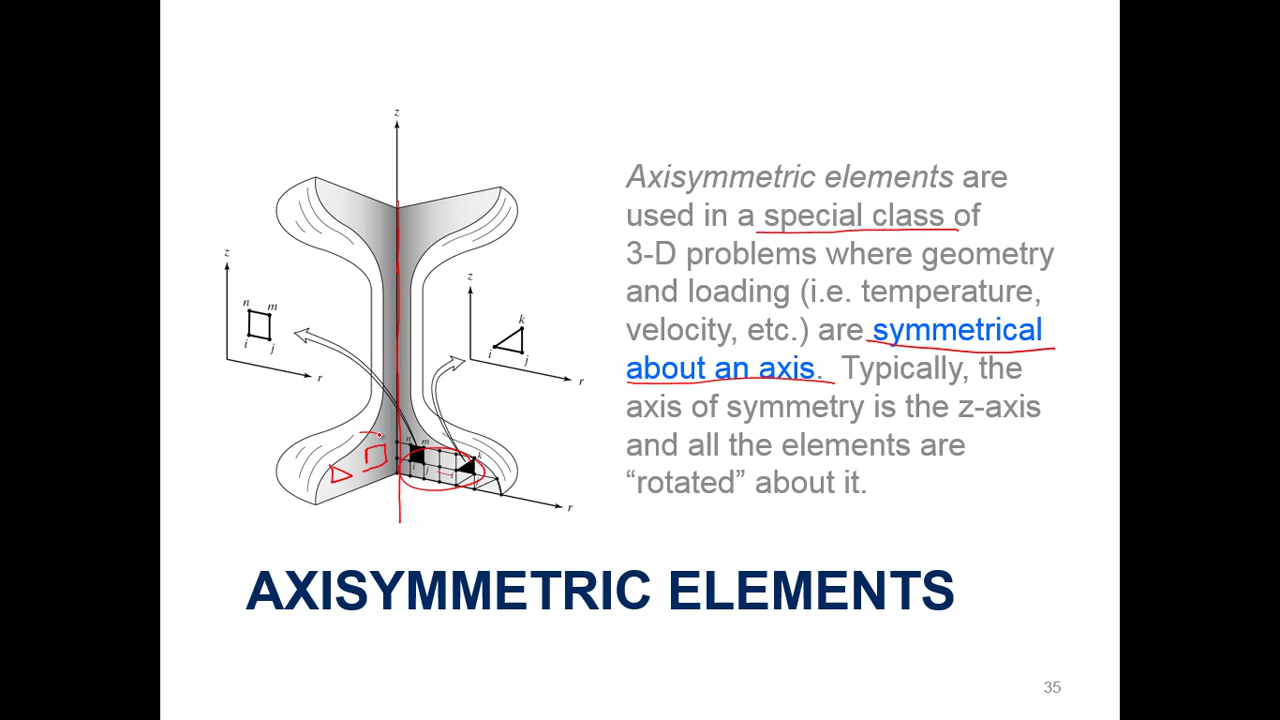 z
z
n
m
i
j
r
z
k
i
j
r
n
m
k
i
j
i
j
r
Axisymmetric elements are
used in a special class of
3-D problems where geometry
and loading (i.e. temperature,
velocity, etc.) are symmetrical
about an axis. Typically, the
axis of symmetry is the z-axis
and all the elements are
“rotated” about it.
AXISYMMETRIC ELEMENTS
35